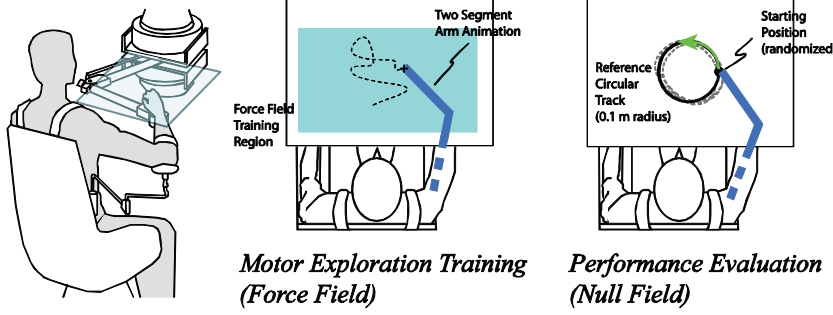 Two Segment
Arm Animation
Force Field
Training
Region
Motor Exploration Training
(Force Field)
Starting
Position
(randomized
Reference
Circular
Track
(0.1 m radius)
Performance Evaluation
(Null Field)